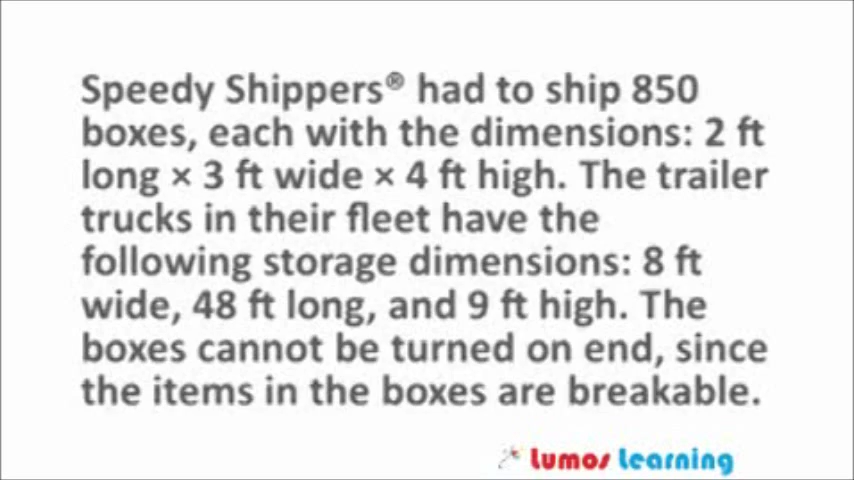 Speedy Shippers® had to ship 850
boxes, each with the dimensions: 2 ft
long × 3 ft wide × 4 ft high. The trailer
trucks in their fleet have the
following storage dimensions: 8 ft
wide, 48 ft long, and 9 ft high. The
boxes cannot be turned on end, since
the items in the boxes are breakable.
Lumos Learning